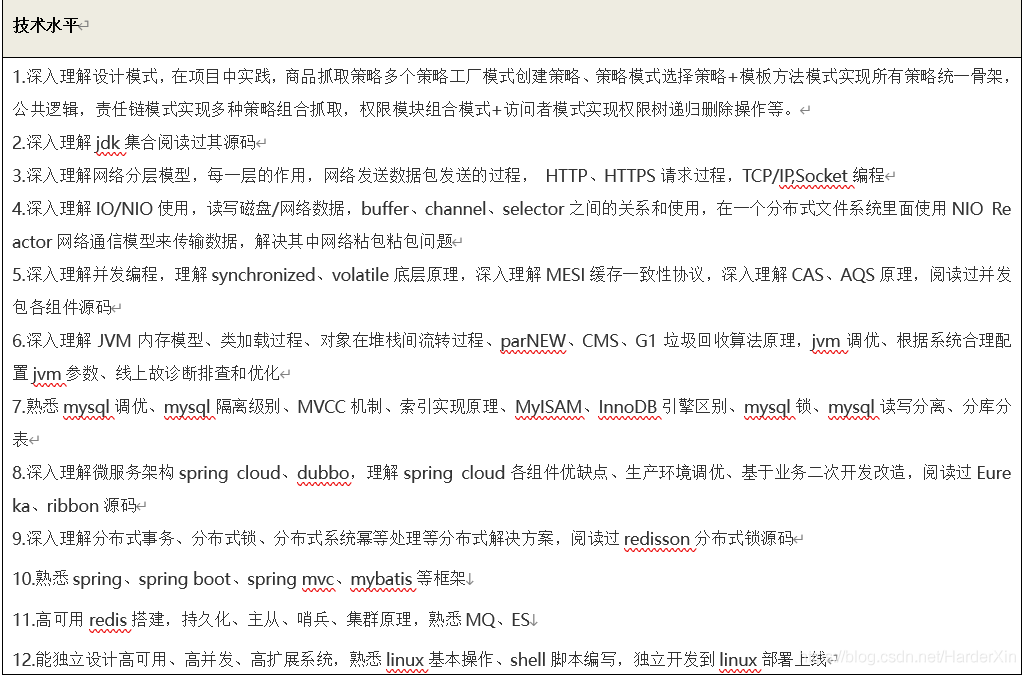 技术水平
1.深入理解设计模式，在项目中实践，商品抓取策略多个策略工厂模式创建策略、策略模式选择策略+模板方法模式实现所有策略统一骨架，
公共逻辑，责任链模式实现多种策略组合抓取，权限模块组合模式+访问者模式实现权限树递归删除操作等。
2.深入理解 jdk 集合阅读过其源码
3.深入理解网络分层模型，每一层的作用，网络发送数据包发送的过程， HTTP、HTTPS 请求过程，TCP/IP,Socket 编程
4.深入理解 IO/NIO 使用，读写磁盘/网络数据，buffer、channel、selector 之间的关系和使用，在一个分布式文件系统里面使用 NIO Re
actor 网络通信模型来传输数据，解决其中网络粘包粘包问题
5.深入理解并发编程，理解 synchronized、volatile 底层原理，深入理解 MESI 缓存一致性协议，深入理解 CAS、AQS 原理，阅读过并发
包各组件源码
6.深入理解 JVM 内存模型、类加载过程、对象在堆栈间流转过程、parNEW、CMS、G1 垃圾回收算法原理，jvm 调优、根据系统合理配
置 jvm 参数、线上故诊断排查和优化
7.熟悉 mysql 调优、mysql 隔离级别、MVCC 机制、索引实现原理、MyISAM、InnoDB 引擎区别、mysql 锁、mysql 读写分离、分库分
表
8.深入理解微服务架构 spring cloud、dubbo，理解 spring cloud 各组件优缺点、生产环境调优、基于业务二次开发改造，阅读过 Eure
ka、ribbon 源码
9.深入理解分布式事务、分布式锁、分布式系统幂等处理等分布式解决方案，阅读过 redisson 分布式锁源码
10.熟悉 spring、spring boot、spring mvc、mybatis 等框架
11.高可用 redis 搭建，持久化、主从、哨兵、集群原理，熟悉 MQ、ES
12.能独立设计高可用、高并发、高扩展系统，熟悉 linux 基本操作、shell 脚本编写，独立开发到 linux 部署上线
blog.csdn.net/HarderXin